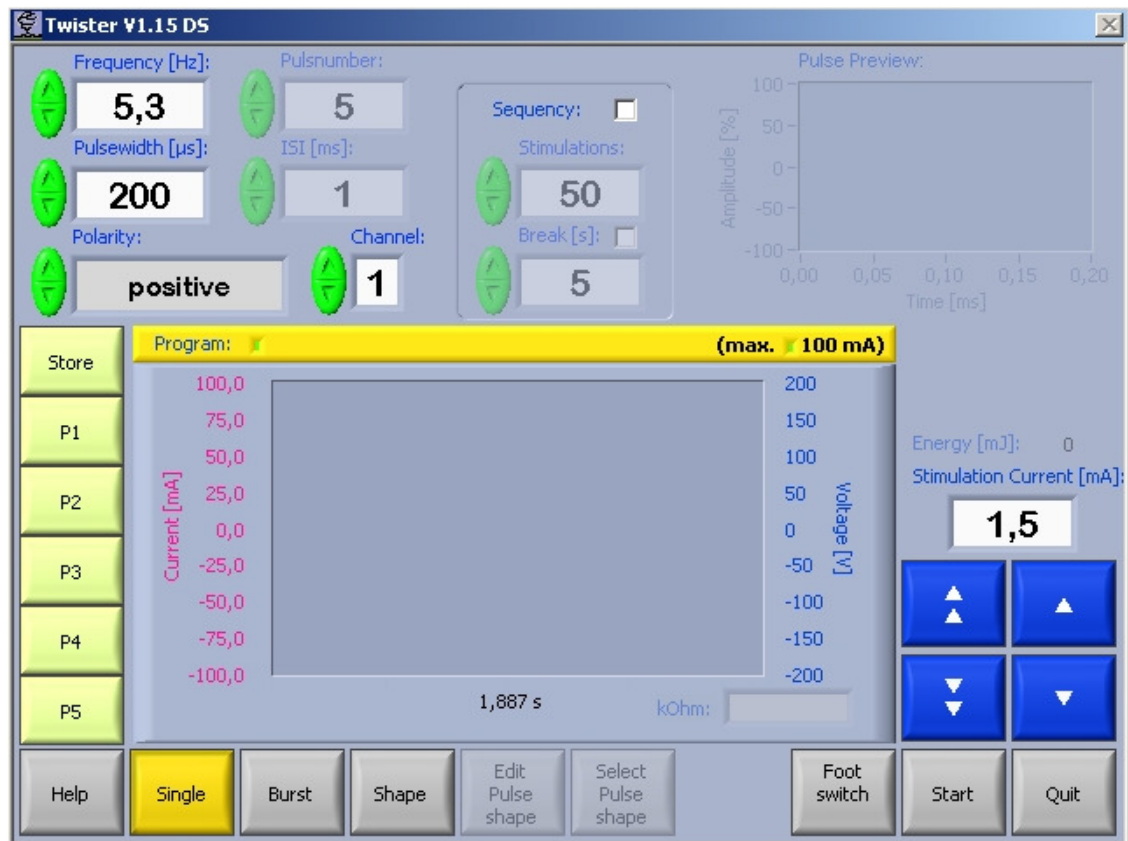 Twister V1.15 DS
Frequency [Hz]:
5,3
Pulsnumber:
5
Pulsewidth [µs]:
200
ISI [ms]:
1
Polarity:
positive
Channel:
1
Sequency:
Stimulations:
50
Break [s]:
5
Pulse Preview:
Amplitude [%]
100
50
0
-50
-100
0,00 0,05 0,10 0,15 0,20
Time [ms]
Store
P1
P2
P3
P4
P5
Program:
(max. 100 mA)
Current [mA]
100,0
75,0
50,0
25,0
0,0
-25,0
-50,0
-75,0
-100,0
200
150
100
50
0
-50
-100
-150
-200
Voltage [V]
1,887 s
kOhm:
Energy [mJ]: 0
Stimulation Current [mA]:
1,5
Help
Single
Burst
Shape
Edit
Pulse
shape
Select
Pulse
shape
Foot
switch
Start
Quit